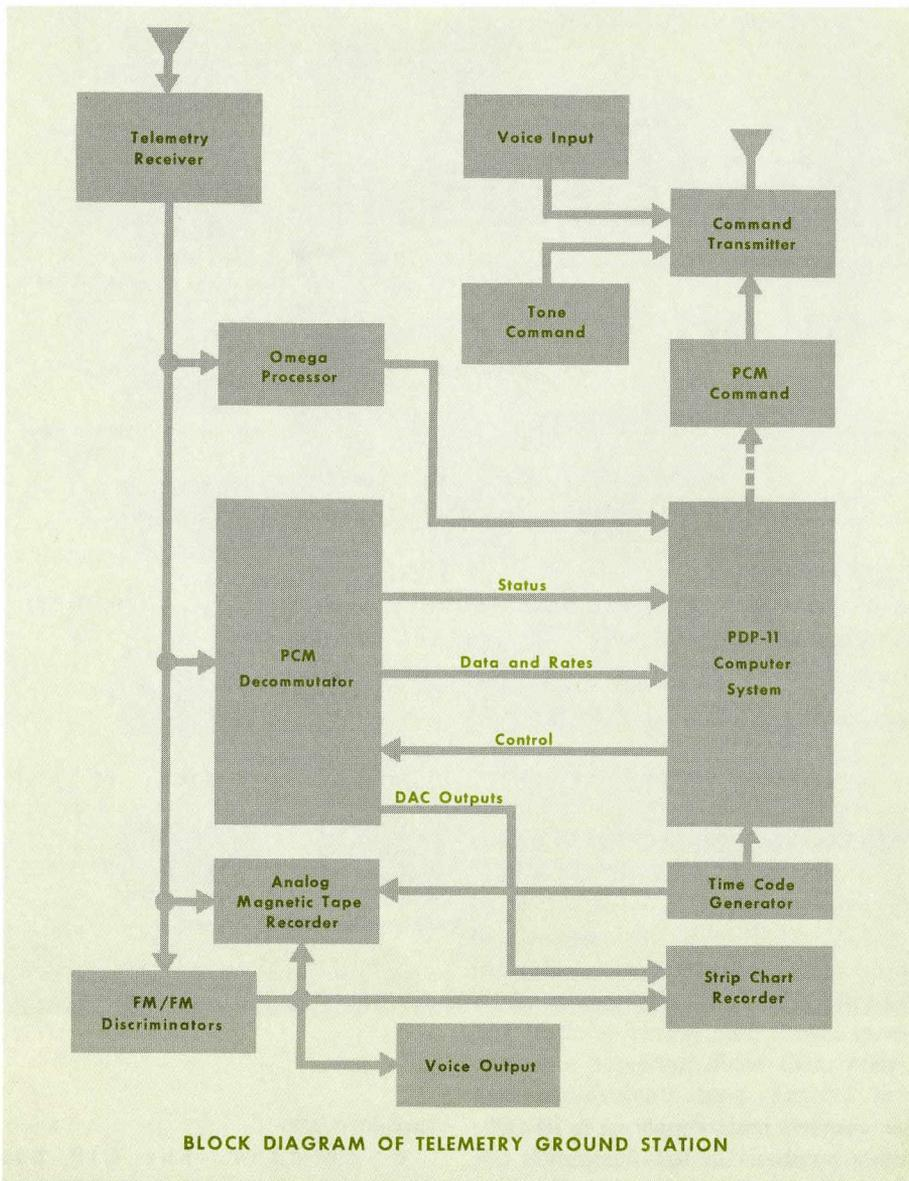 Telemetry
Receiver
Voice Input
Command
Transmitter
Tone
Command
Omega
Processor
PCM
Command
Status
PCM
Decommutator
Data and Rates
PDP-11
Computer
System
Control
DAC Outputs
Analog
Magnetic Tape
Recorder
Time Code
Generator
Strip Chart
Recorder
FM/FM
Discriminators
Voice Output
BLOCK DIAGRAM OF TELEMETRY GROUND STATION